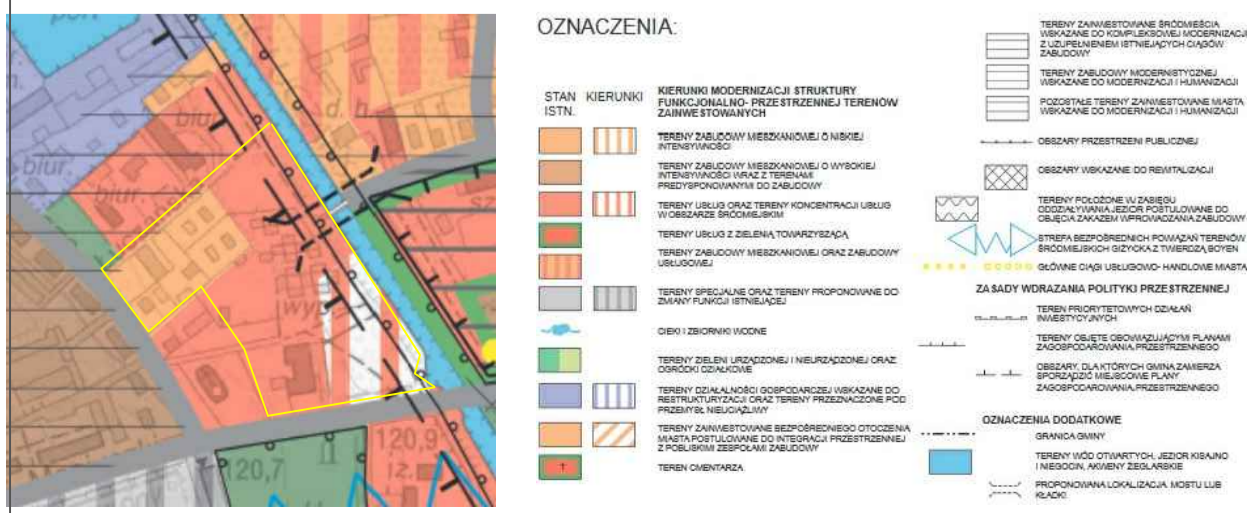 port.
biur.
biur.
biur.
d. h.
sz
wyp
120,9
iz.
120,7
OZNACZENIA:
STAN ISTN.
KIERUNKI
KIERUNKI MODERNIZACJI STRUKTURY
FUNKCJONALNO- PRZESTRZENNEJ TERENÓW
ZAINWESTOWANYCH
TERENY ZABUDOWY MIESZKANIOWEJ O NISKIEJ
INTENSYWNOŚCI
TERENY ZABUDOWY MIESZKANIOWEJ O WYSOKIEJ
INTENSYWNOŚCI WRAZ Z TERENAMI
PREDYSPONOWANYMI DO ZABUDOWY
TERENY USŁUG ORAZ TERENY KONCENTRACJI USŁUG
W OBSZARZE ŚRÓDMIEJSKIM
TERENY USŁUG Z ZIELENIĄ TOWARZYSZĄCĄ
TERENY ZABUDOWY MIESZKANIOWEJ ORAZ ZABUDOWY
USŁUGOWEJ
TERENY SPECJALNE ORAZ TERENY PROPONOWANE DO
ZMIANY FUNKCJI ISTNIEJĄCEJ
CIEKI I ZBIORNIKI WODNE
TERENY ZIELENI URZĄDZONEJ I NIEURZĄDZONEJ ORAZ
OGRÓDKI DZIAŁKOWE
TERENY DZIAŁALNOŚCI GOSPODARCZEJ WSKAZANE DO
RESTRUKTURYZACJI ORAZ TERENY PRZEZNACZONE POD
PRZEMYSŁ NIEUCIĄŻLIWY
TERENY ZAINWESTOWANE BEZPOŚREDNIEGO OTOCZENIA
MIASTA POSTULOWANE DO INTEGRACJI PRZESTRZENNEJ
Z POBLISKIMI ZESPOŁAMI ZABUDOWY
TEREN CMENTARZA
TERENY ZAINWESTOWANE ŚRÓDMIEŚCIA
WSKAZANE DO KOMPLEKSOWEJ MODERNIZACJI
Z UZUPEŁNIENIEM ISTNIEJĄCYCH CIĄGÓW
ZABUDOWY
TERENY ZABUDOWY MODERNISTYCZNEJ
WSKAZANE DO MODERNIZACJI I HUMANIZACJI
POZOSTAŁE TERENY ZAINWESTOWANE MIASTA
WSKAZANE DO MODERNIZACJI I HUMANIZACJI
OBSZARY PRZESTRZENI PUBLICZNEJ
OBSZARY WSKAZANE DO REWITALIZACJI
TERENY POŁOŻONE W ZASIĘGU
ODDZIAŁYWANIA JEZIOR POSTULOWANE DO
OBJĘCIA ZAKAZEM WPROWADZANIA ZABUDOWY
STREFA BEZPOŚREDNICH POWIĄZAŃ TERENÓW
ŚRÓDMIEJSKICH GIŻYCKA Z TWIERDZĄ BOYEN
GŁÓWNE CIĄGI USŁUGOWO- HANDLOWE MIASTA
ZASADY WDRAŻANIA POLITYKI PRZESTRZENNEJ
TEREN PRIORYTETOWYCH DZIAŁAŃ
INWESTYCYJNYCH
TERENY OBJĘTE OBOWIĄZUJĄCYMI PLANAMI
ZAGOSPODAROWANIA PRZESTRZENNEGO
OBSZARY, DLA KTÓRYCH GMINA ZAMIERZA
SPORZĄDZIĆ MIEJSCOWE PLANY
ZAGOSPODAROWANIA PRZESTRZENNEGO
OZNACZENIA DODATKOWE
GRANICA GMINY
TERENY WÓD OTWARTYCH, JEZIOR KISAJNO
I NIEGOCIN, AKWENY ŻEGLARSKIE
PROPONOWANA LOKALIZACJA MOSTU LUB
KŁADKI